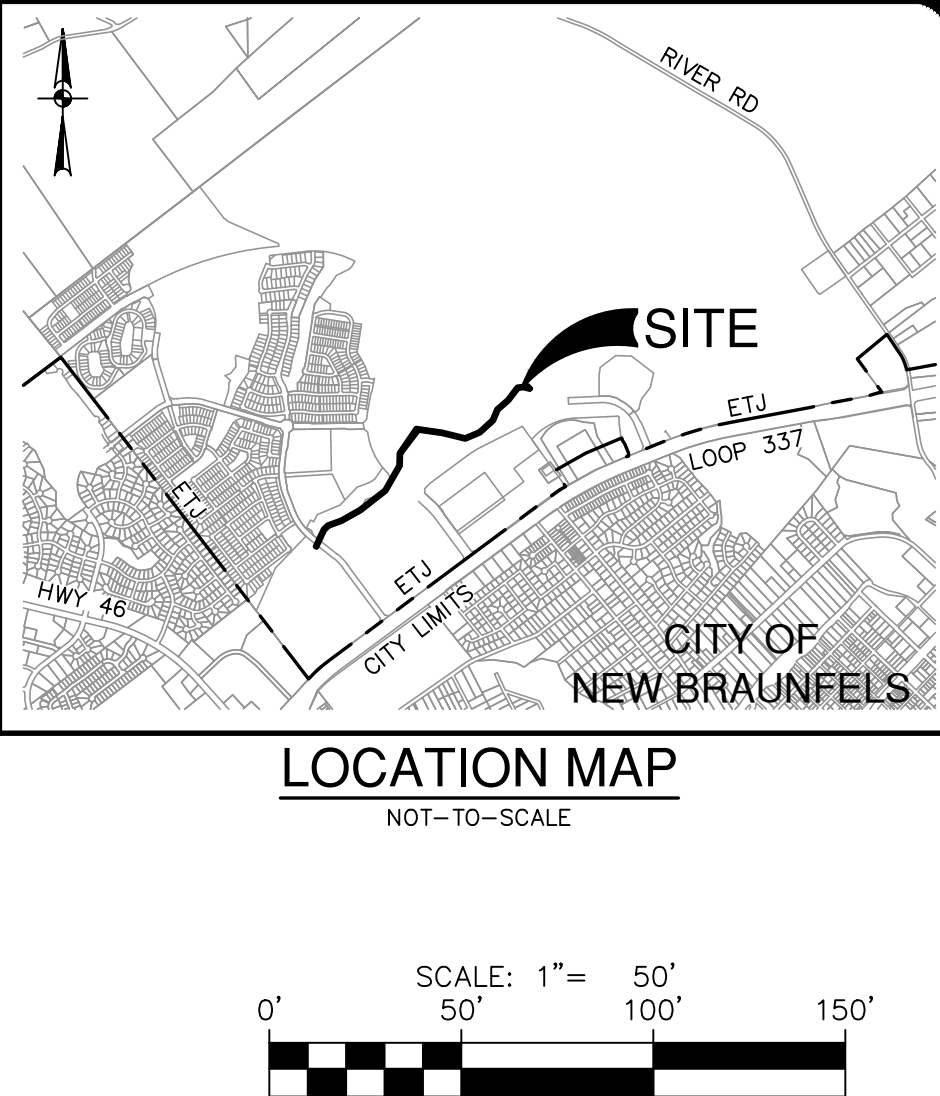 RIVER RD
SITE
ETJ
LOOP 337
ETJ
ETJ
HWY 46
CITY LIMITS
CITY OF
NEW BRAUNFELS
LOCATION MAP
NOT-TO-SCALE
SCALE: 1"= 50'
0' 50' 100' 150'